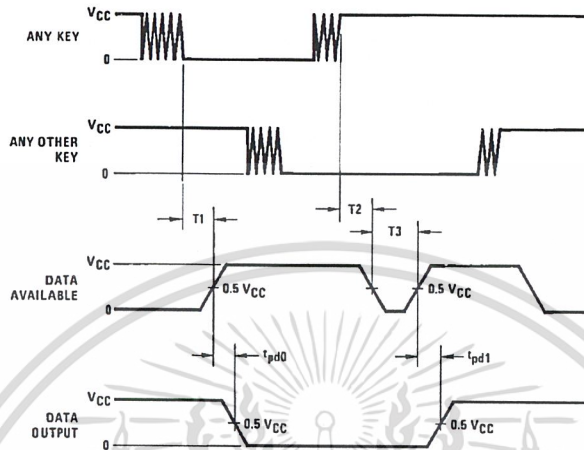 VCC
ANY KEY
0
VCC
ANY OTHER
KEY
0
T1
T2
T3
VCC
DATA
AVAILABLE
0
0.5 VCC
0.5 VCC
tpd0
tpd1
VCC
DATA
OUTPUT
0
0.5 VCC
0.5 VCC